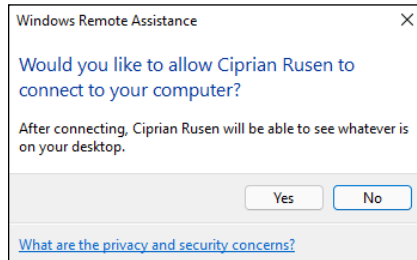 Windows Remote Assistance
Would you like to allow Ciprian Rusen to
connect to your computer?
After connecting, Ciprian Rusen will be able to see whatever is
on your desktop.
Yes No
What are the privacy and security concerns?